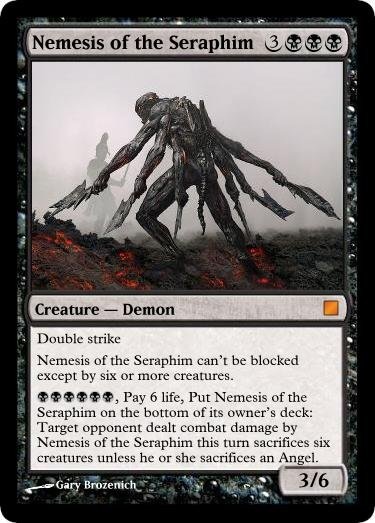 Nemesis of the Seraphim 3
Creature — Demon
Double strike
Nemesis of the Seraphim can't be blocked
except by six or more creatures.
, Pay 6 life, Put Nemesis of the
Seraphim on the bottom of its owner's deck:
Target opponent dealt combat damage by
Nemesis of the Seraphim this turn sacrifices six
creatures unless he or she sacrifices an Angel.
3/6
Gary Brozenich